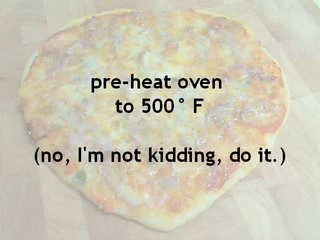 pre-heat oven
to 500° F
(no, I'm not kidding, do it.)